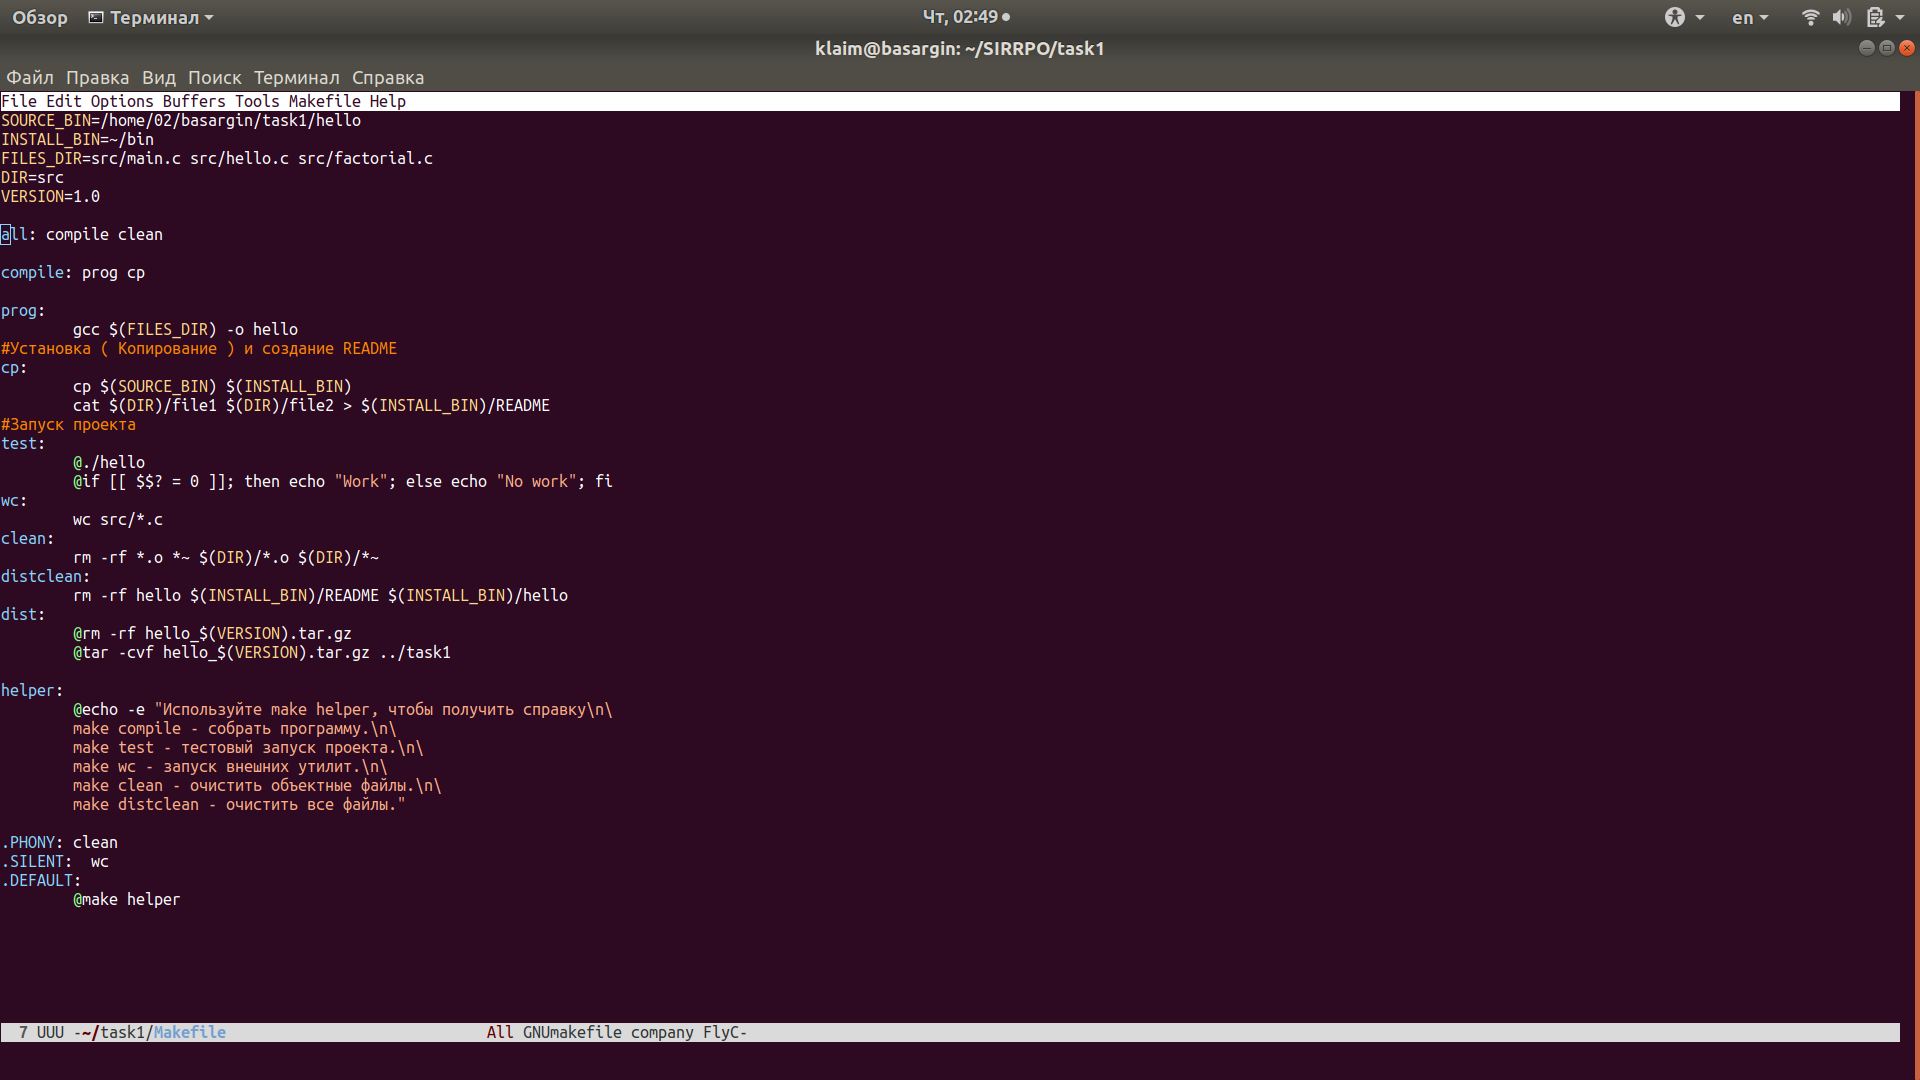 Обзор Терминал Чт, 02:49 en
klaim@basargin: ~/SIRRPO/task1
Файл Правка Вид Поиск Терминал Справка
File Edit Options Buffers Tools Makefile Help
SOURCE_BIN=/home/02/basargin/task1/hello
INSTALL_BIN=~/bin
FILES_DIR=src/main.c src/hello.c src/factorial.c
DIR=src
VERSION=1.0
all: compile clean
compile: prog cp
prog:
gcc $(FILES_DIR) -o hello
#Установка ( Копирование ) и создание README
cp:
cp $(SOURCE_BIN) $(INSTALL_BIN)
cat $(DIR)/file1 $(DIR)/file2 > $(INSTALL_BIN)/README
#Запуск проекта
test:
@./hello
@if [[ $$? = 0 ]]; then echo "Work"; else echo "No work"; fi
wc:
wc src/*.c
clean:
rm -rf *.o *~ $(DIR)/*.o $(DIR)/*~
distclean:
rm -rf hello $(INSTALL_BIN)/README $(INSTALL_BIN)/hello
dist:
@rm -rf hello_$(VERSION).tar.gz
@tar -cvf hello_$(VERSION).tar.gz ../task1
helper:
@echo -e "Используйте make helper, чтобы получить справку\n\
make compile - собрать программу.\n\
make test - тестовый запуск проекта.\n\
make wc - запуск внешних утилит.\n\
make clean - очистить объектные файлы.\n\
make distclean - очистить все файлы."
.PHONY: clean
.SILENT:  wc
.DEFAULT:
@make helper
7 UUU -~/task1/Makefile All GNUmakefile company FlyC-